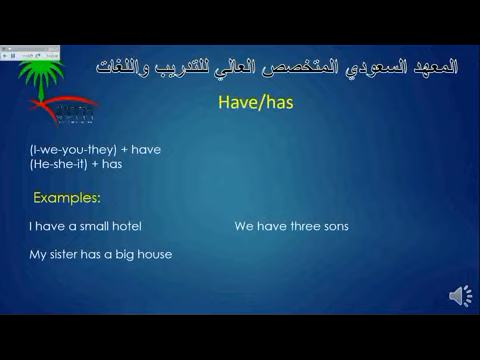 المعهد السعودي المتخصص العالي للتدريب واللغات
Have/has
(I-we-you-they) + have
(He-she-it) + has
Examples:
I have a small hotel
We have three sons
My sister has a big house